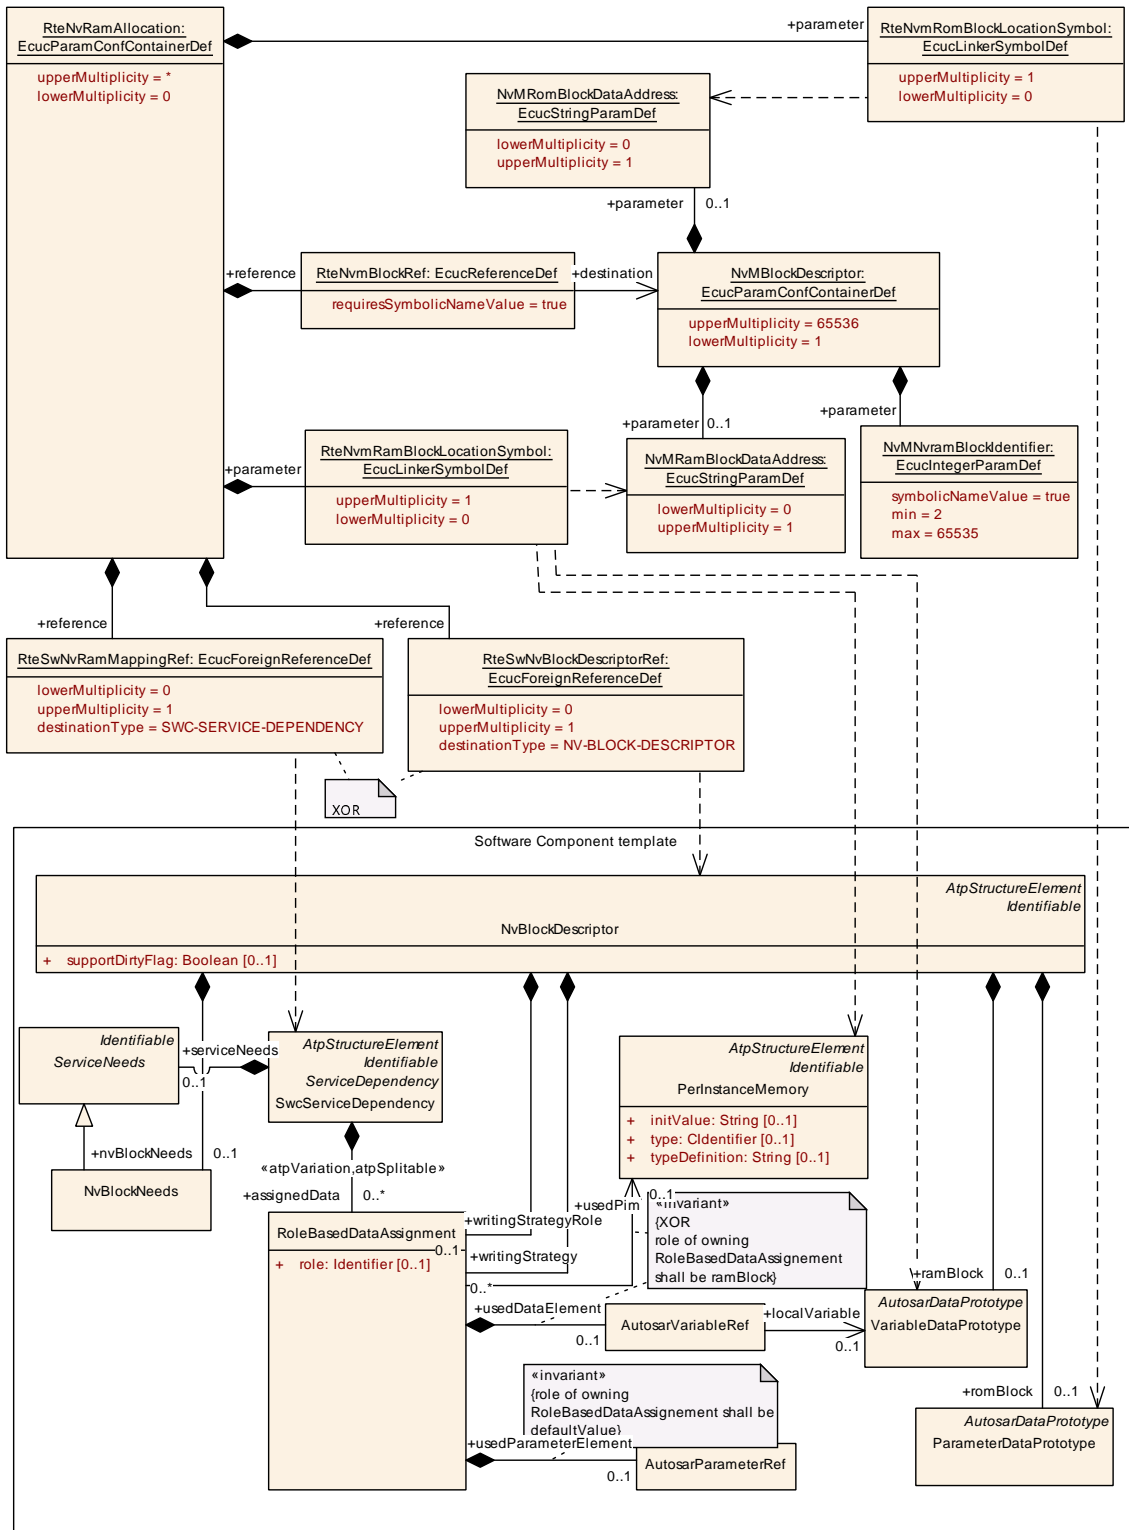 RteNvRamAllocation:
EcucParamConfContainerDef
upperMultiplicity = *
lowerMultiplicity = 0
+parameter
RteNvmRomBlockLocationSymbol:
EcucLinkerSymbolDef
upperMultiplicity = 1
lowerMultiplicity = 0
NvMRomBlockDataAddress:
EcucStringParamDef
lowerMultiplicity = 0
upperMultiplicity = 1
+parameter
0..1
+reference
RteNvmBlockRef: EcucReferenceDef
requiresSymbolicNameValue = true
+destination
NvMBlockDescriptor:
EcucParamConfContainerDef
upperMultiplicity = 65536
lowerMultiplicity = 1
+parameter
0..1
+parameter
+parameter
RteNvmRamBlockLocationSymbol:
EcucLinkerSymbolDef
upperMultiplicity = 1
lowerMultiplicity = 0
NvMRamBlockDataAddress:
EcucStringParamDef
lowerMultiplicity = 0
upperMultiplicity = 1
NvMNvramBlockIdentifier:
EcucIntegerParamDef
symbolicNameValue = true
min = 2
max = 65535
+reference
+reference
RteSwNvRamMappingRef: EcucForeignReferenceDef
lowerMultiplicity = 0
upperMultiplicity = 1
destinationType = SWC-SERVICE-DEPENDENCY
RteSwNvBlockDescriptorRef:
EcucForeignReferenceDef
lowerMultiplicity = 0
upperMultiplicity = 1
destinationType = NV-BLOCK-DESCRIPTOR
XOR
Software Component template
AtpStructureElement
Identifiable
NvBlockDescriptor
+ supportDirtyFlag: Boolean [0..1]
Identifiable
ServiceNeeds
+serviceNeeds
0..1
AtpStructureElement
Identifiable
ServiceDependency
SwcServiceDependency
AtpStructureElement
Identifiable
PerInstanceMemory
+ initValue: String [0..1]
+ type: CIdentifier [0..1]
+ typeDefinition: String [0..1]
+nvBlockNeeds
0..1
NvBlockNeeds
«atpVariation,atpSplitable»
+assignedData
0..*
RoleBasedDataAssignment
+ role: Identifier [0..1]
+writingStrategyRole
0..1
+writingStrategy
+usedPim
0..1
0..*
«invariant»
{XOR
role of owning
RoleBasedDataAssignement
shall be ramBlock}
+usedDataElement
0..1
AutosarVariableRef
+localVariable
0..1
+ramBlock
0..1
AutosarDataPrototype
VariableDataPrototype
«invariant»
{role of owning
RoleBasedDataAssignement shall be
defaultValue}
+usedParameterElement
0..1
AutosarParameterRef
+romBlock
0..1
AutosarDataPrototype
ParameterDataPrototype